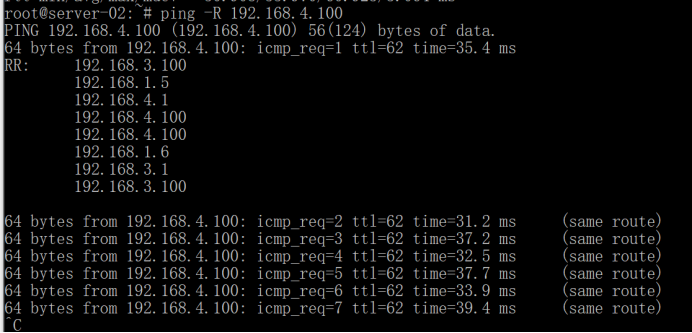 root@server-02:~# ping -R 192.168.4.100
PING 192.168.4.100 (192.168.4.100) 56(124) bytes of data.
64 bytes from 192.168.4.100: icmp_req=1 ttl=62 time=35.4 ms
RR:     192.168.3.100
        192.168.1.5
        192.168.4.1
        192.168.4.100
        192.168.4.100
        192.168.1.6
        192.168.3.1
        192.168.3.100
64 bytes from 192.168.4.100: icmp_req=2 ttl=62 time=31.2 ms     (same route)
64 bytes from 192.168.4.100: icmp_req=3 ttl=62 time=37.2 ms     (same route)
64 bytes from 192.168.4.100: icmp_req=4 ttl=62 time=32.5 ms     (same route)
64 bytes from 192.168.4.100: icmp_req=5 ttl=62 time=37.7 ms     (same route)
64 bytes from 192.168.4.100: icmp_req=6 ttl=62 time=33.9 ms     (same route)
64 bytes from 192.168.4.100: icmp_req=7 ttl=62 time=39.4 ms     (same route)
^C